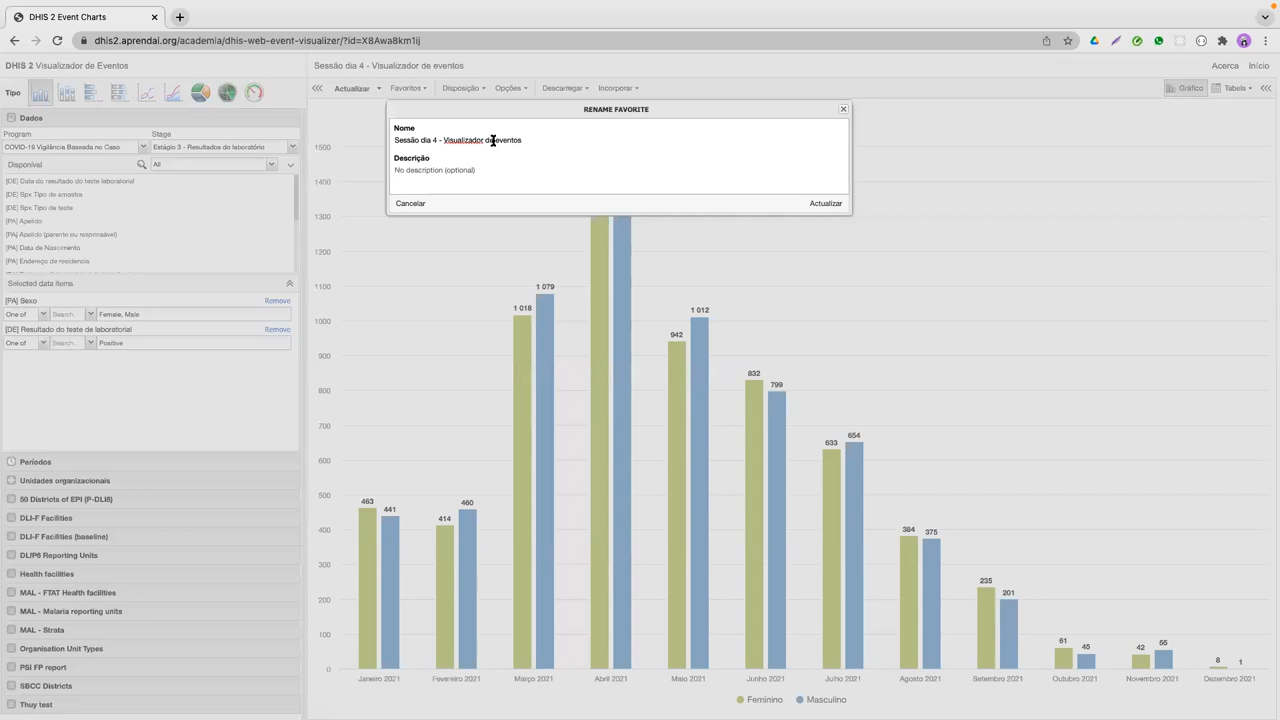 DHIS 2 Event Charts
dhis2.aprendai.org/academia/dhis-web-event-visualizer/?id=X8Awa8km1ij
DHIS 2 Visualizador de Eventos
Sessão dia 4 - Visualizador de eventos
Acerca
Início
Tipo
Actualizar
Favoritos
Disposição
Opções
Descarregar
Incorporar
Gráfico
Tabela
Dados
Program
Stage
COVID-19 Vigilância Baseada no Caso
Estágio 3 - Resultados do laboratório
Disponível
All
[DE] Data do resultado do teste laboratorial
[DE] Spx Tipo de amostra
[DE] Spx Tipo de teste
[PA] Apelido
[PA] Apelido (parente ou responsável)
[PA] Data de Nascimento
[PA] Endereço de residencia
Selected data items
[PA] Sexo
Remove
One of
Search..
Female, Male
[DE] Resultado do teste de laboratorial
Remove
One of
Search..
Positive
Períodos
Unidades organizacionais
50 Districts of EPI (P-DLI8)
DLI-F Facilities
DLI-F Facilities (baseline)
DLIP6 Reporting Units
Health facilities
MAL - FTAT Health facilities
MAL - Malaria reporting units
MAL - Strata
Organisation Unit Types
PSI FP report
SBCC Districts
Thuy test
RENAME FAVORITE
Nome
Sessão dia 4 - Visualizador de eventos
Descrição
No description (optional)
Cancelar
Actualizar
1500
1400
1300
1200
1100
1000
900
800
700
600
500
400
300
200
100
0
463
441
414
460
1 018
1 079
942
1 012
832
799
633
654
384
375
235
201
61
45
42
55
8
1
Janeiro 2021
Fevereiro 2021
Março 2021
Abril 2021
Maio 2021
Junho 2021
Julho 2021
Agosto 2021
Setembro 2021
Outubro 2021
Novembro 2021
Dezembro 2021
Feminino
Masculino